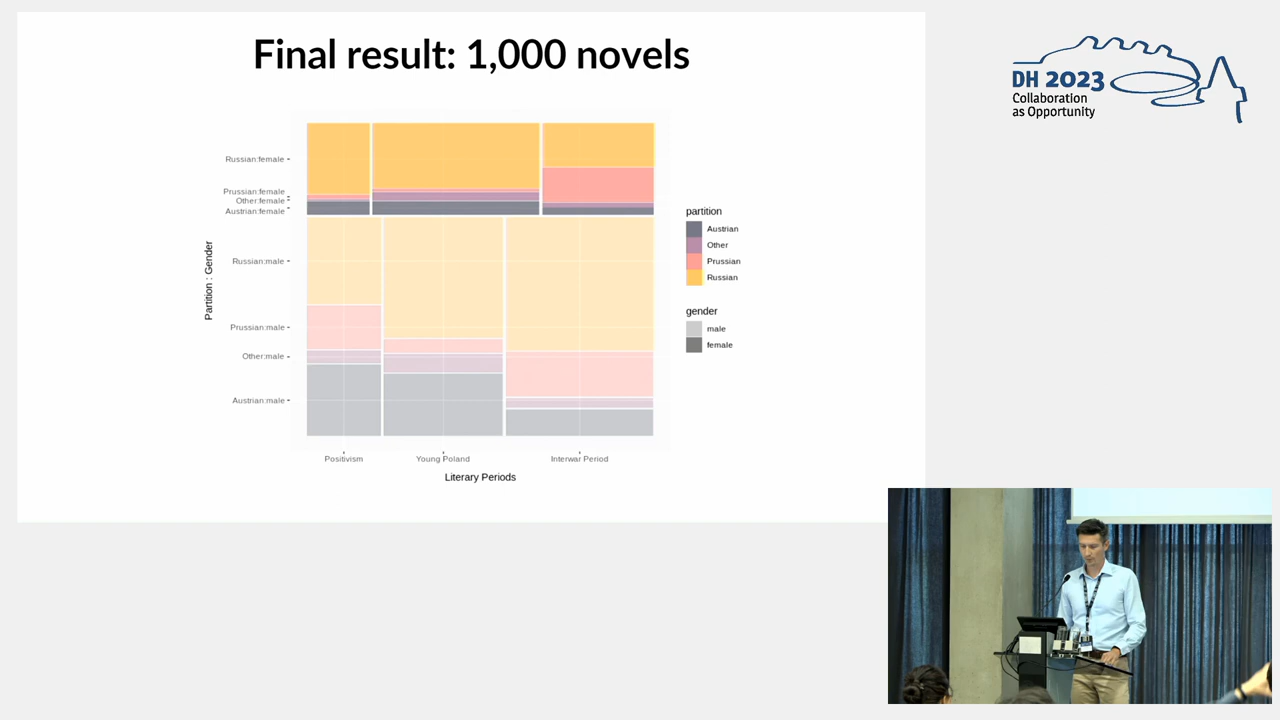 Final result: 1,000 novels
DH 2023
Collaboration
as Opportunity
Partition : Gender
Russian:female
Prussian:female
Other:female
Austrian:female
Russian:male
Prussian:male
Other:male
Austrian:male
Positivism
Young Poland
Interwar Period
Literary Periods
partition
Austrian
Other
Prussian
Russian
gender
male
female